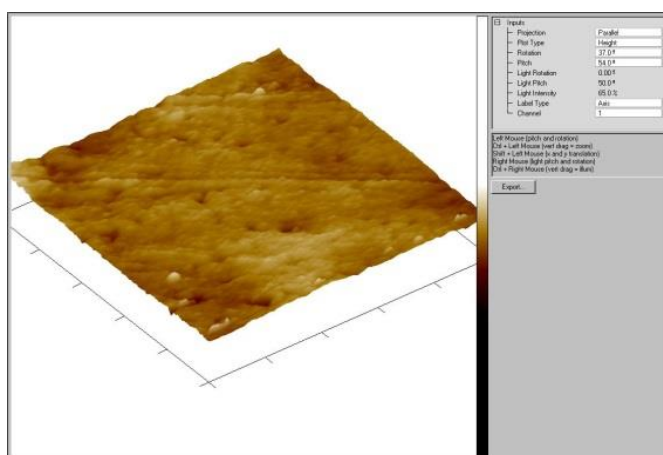 Inputs
Projection Parallel
Plot Type Height
Rotation 37.0 º
Pitch 54.0 º
Light Rotation 0.00 º
Light Pitch 50.0 º
Light Intensity 65.0 %
Label Type Axis
Channel 1
Left Mouse (pitch and rotation)
Ctrl + Left Mouse (vert drag = zoom)
Shift + Left Mouse (x and y translation)
Right Mouse (light pitch and rotation)
Ctrl + Right Mouse (vert drag = illum)
Export...